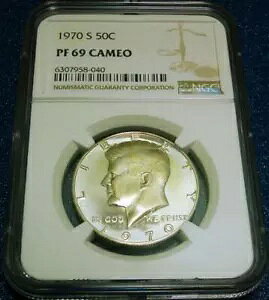 1970 S 50C
PF 69 CAMEO
6307958-040
NUMISMATIC GUARANTY CORPORATION
NGC
LIBERTY
IN GOD WE TRUST
1970